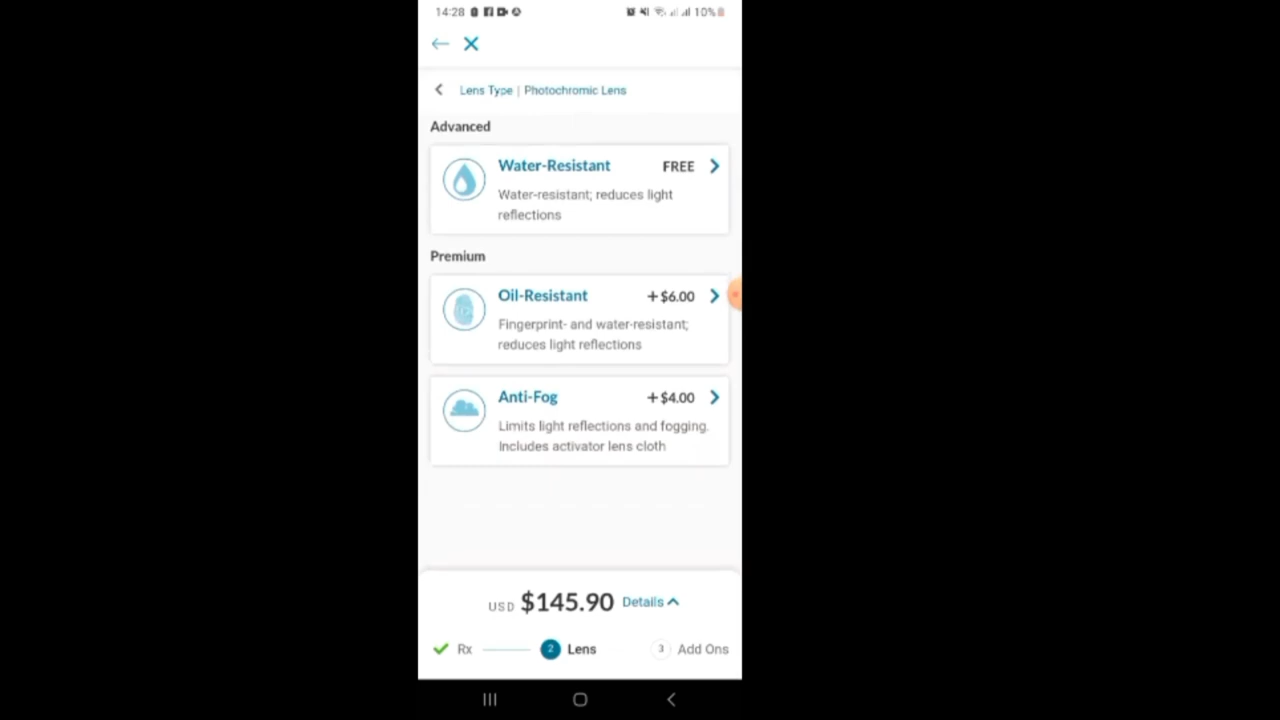 14:28 10%
Lens Type | Photochromic Lens
Advanced
Water-Resistant FREE
Water-resistant; reduces light
reflections
Premium
Oil-Resistant +$6.00
Fingerprint- and water-resistant;
reduces light reflections
Anti-Fog +$4.00
Limits light reflections and fogging.
Includes activator lens cloth
USD $145.90 Details
Rx 2 Lens 3 Add Ons